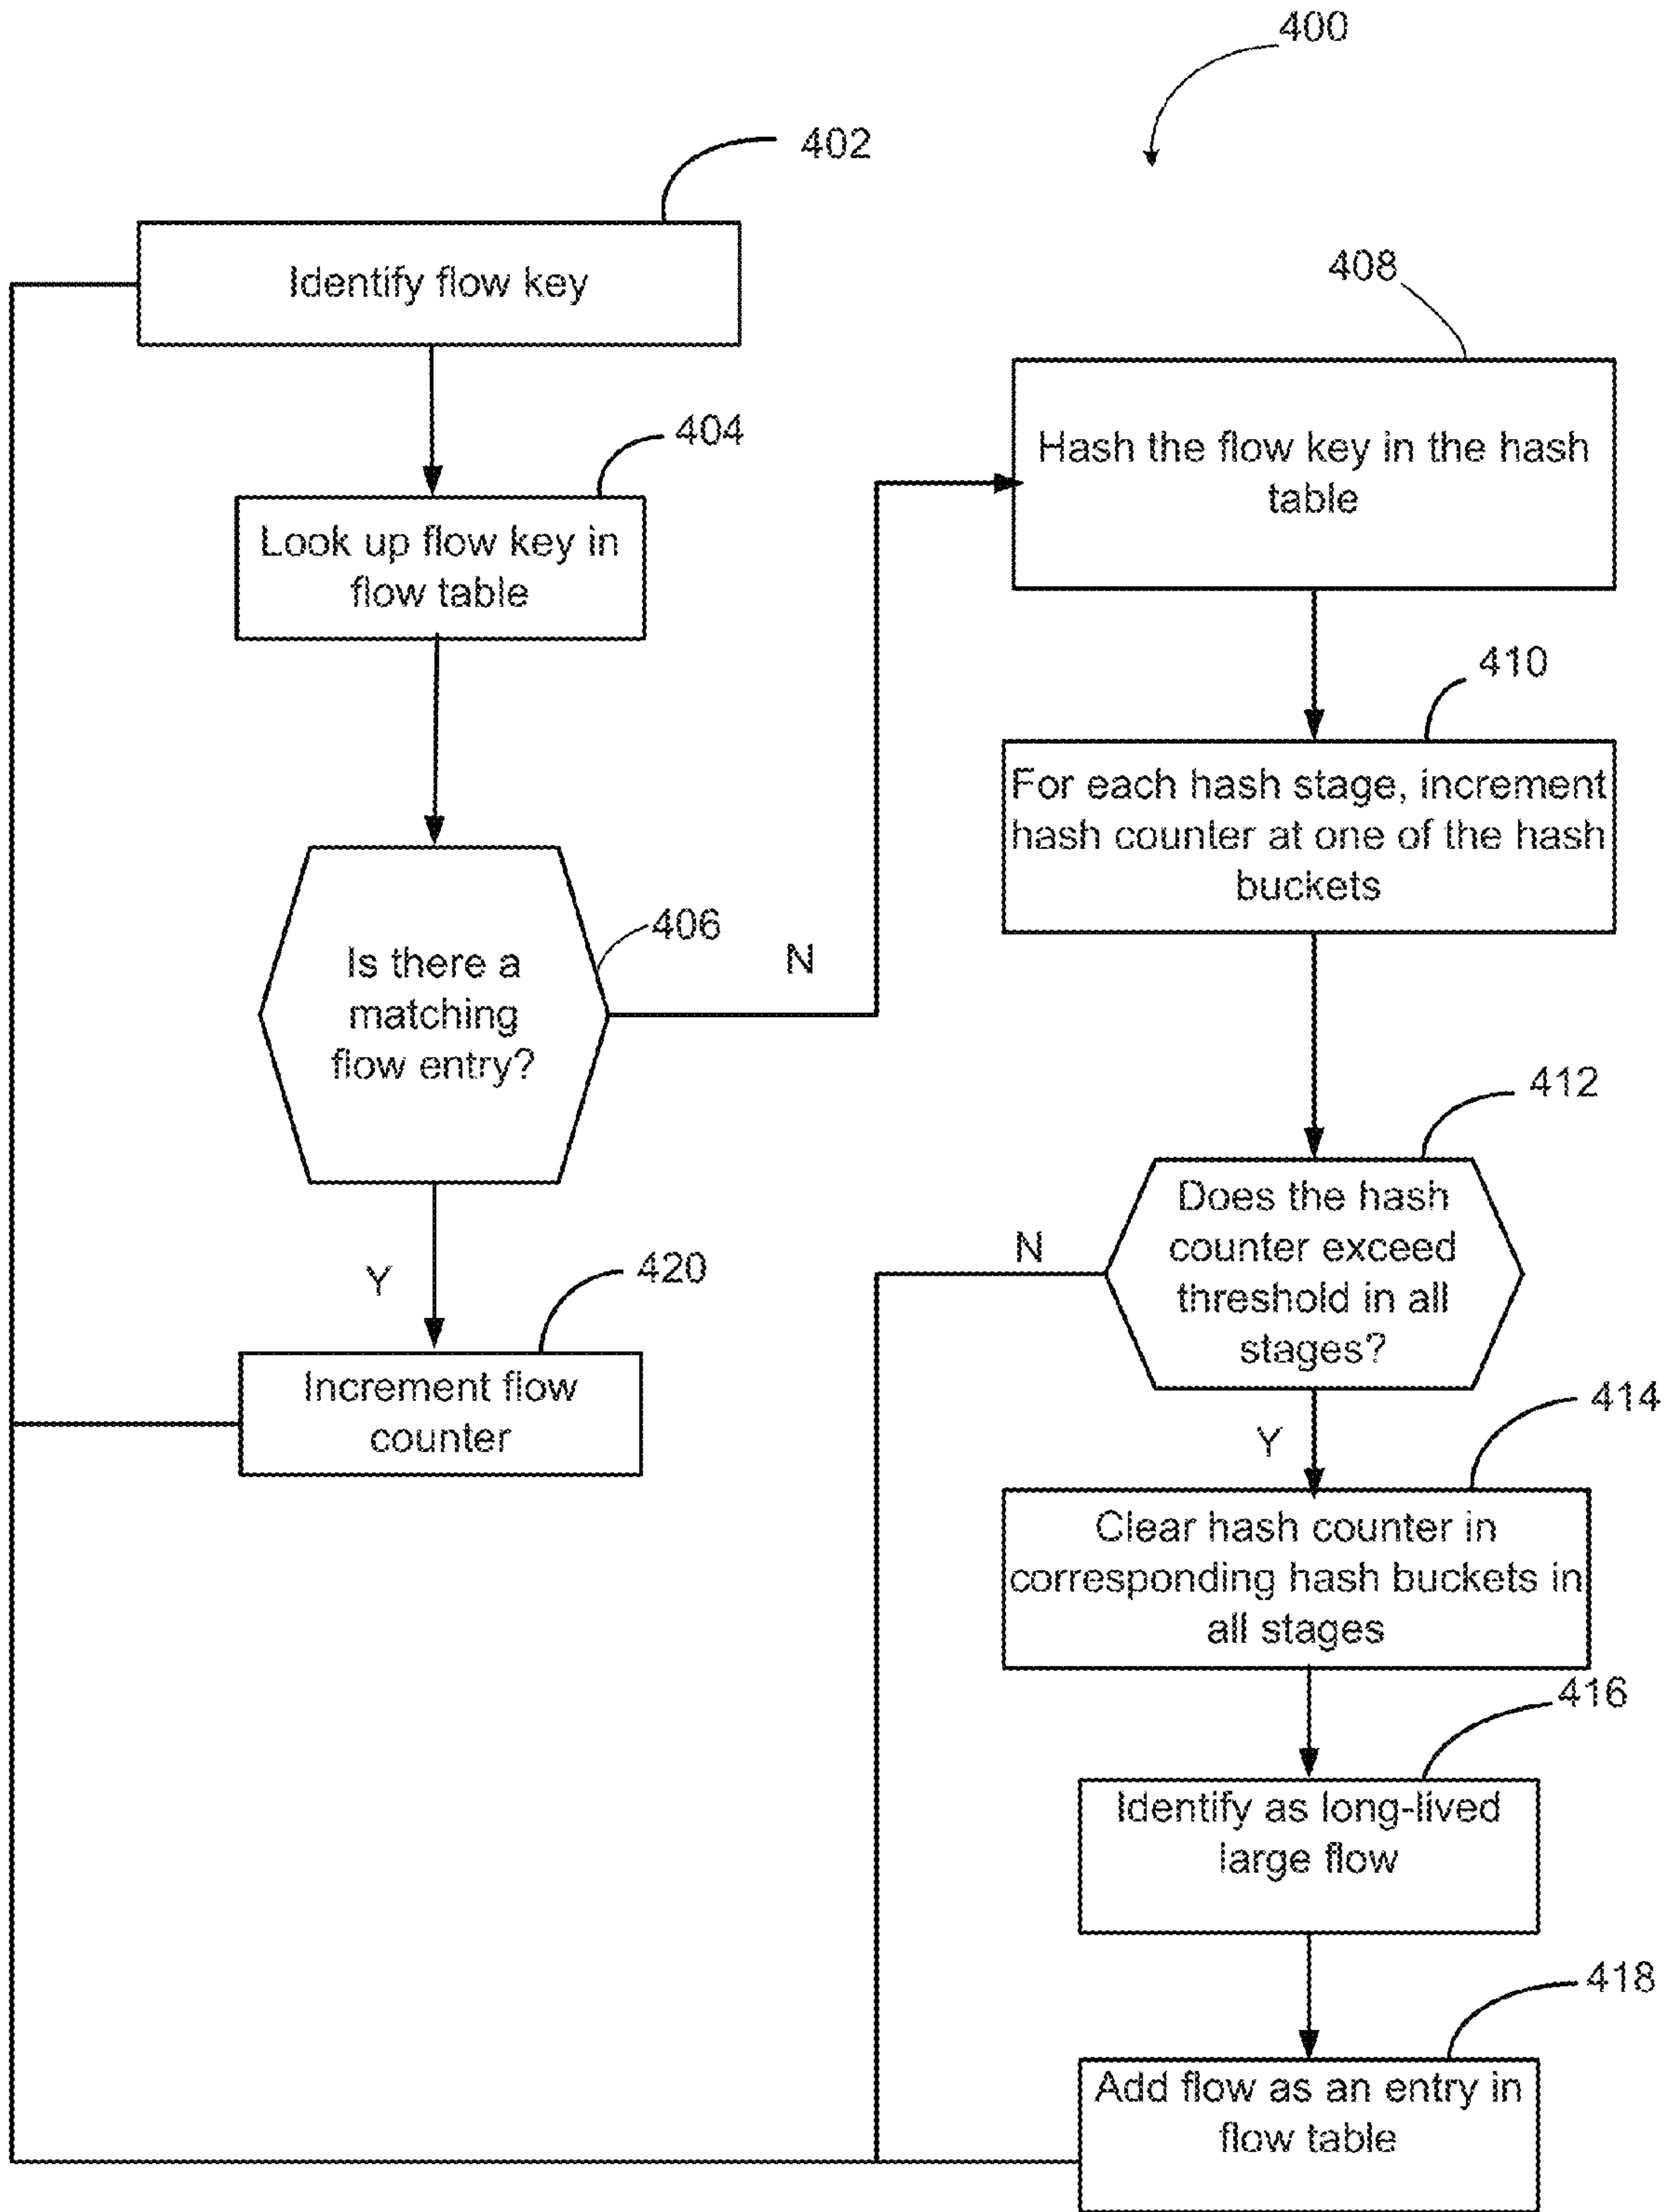 400
402
Identify flow key
404
Look up flow key in
flow table
406
Is there a
matching
flow entry?
N
Y
420
Increment flow
counter
408
Hash the flow key in the hash
table
410
For each hash stage, increment
hash counter at one of the hash
buckets
412
Does the hash
counter exceed
threshold in all
stages?
N
Y
414
Clear hash counter in
corresponding hash buckets in
all stages
416
Identify as long-lived
large flow
418
Add flow as an entry in
flow table